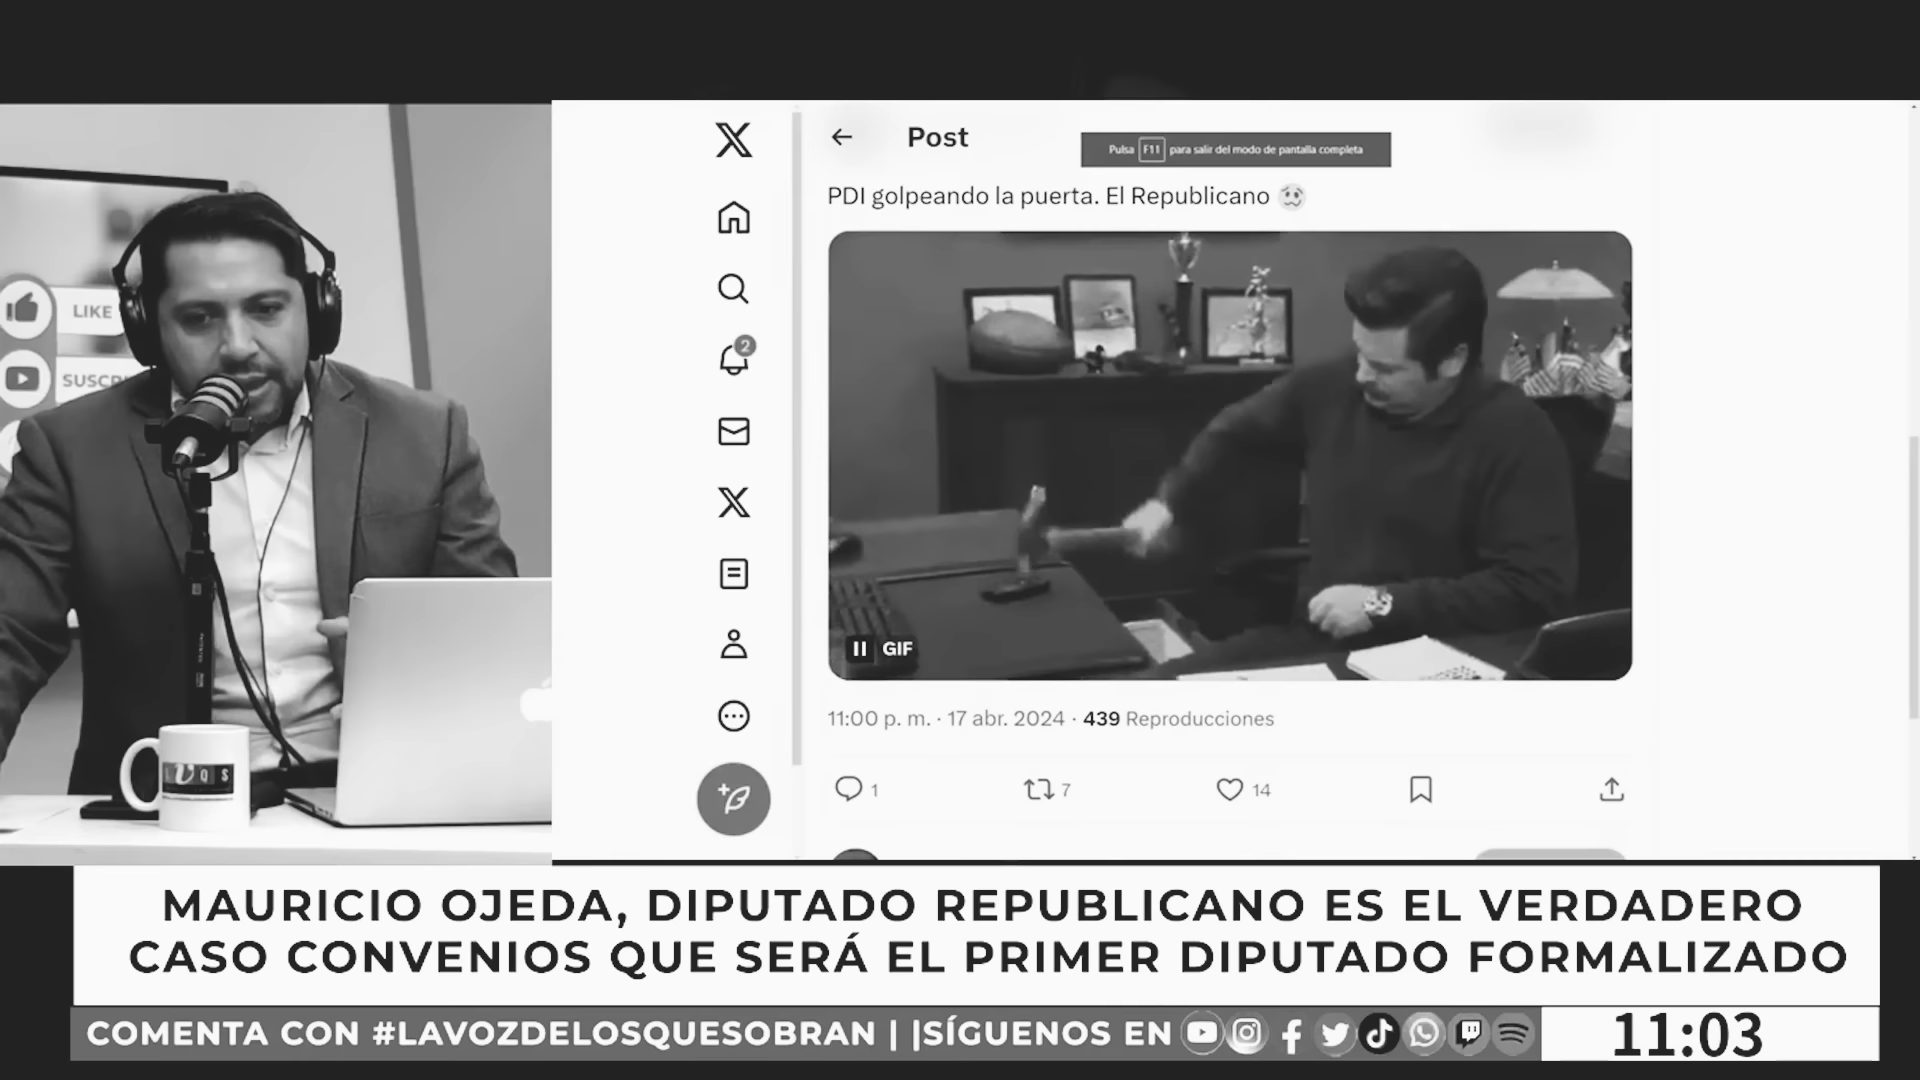 Post
Pulsa F11 para salir del modo de pantalla completa
PDI golpeando la puerta. El Republicano 🥴
LIKE
2
GIF
11:00 p. m. · 17 abr. 2024 · 439 Reproducciones
1 7 14
V Q S
MAURICIO OJEDA, DIPUTADO REPUBLICANO ES EL VERDADERO
CASO CONVENIOS QUE SERÁ EL PRIMER DIPUTADO FORMALIZADO
COMENTA CON #LAVOZDELOSQUESOBRAN | |SÍGUENOS EN
11:03